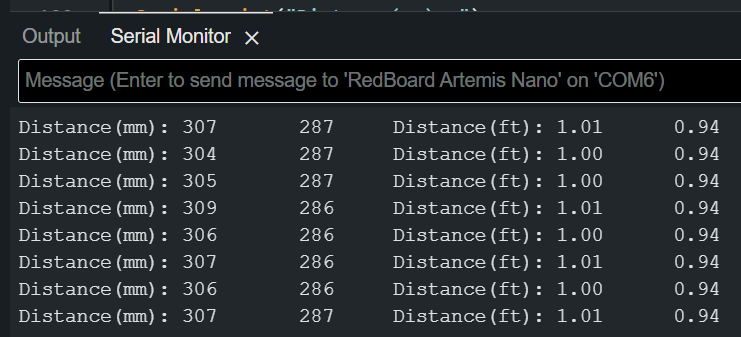 Output Serial Monitor ×
Message (Enter to send message to 'RedBoard Artemis Nano' on 'COM6')
Distance(mm): 307 287 Distance(ft): 1.01 0.94
Distance(mm): 304 287 Distance(ft): 1.00 0.94
Distance(mm): 305 287 Distance(ft): 1.00 0.94
Distance(mm): 309 286 Distance(ft): 1.01 0.94
Distance(mm): 306 286 Distance(ft): 1.00 0.94
Distance(mm): 307 286 Distance(ft): 1.01 0.94
Distance(mm): 306 286 Distance(ft): 1.00 0.94
Distance(mm): 307 287 Distance(ft): 1.01 0.94